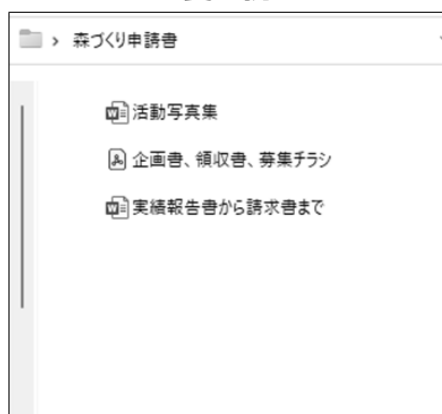 森づくり申請書
活動写真集
企画書、領収書、募集チラシ
実績報告書から請求書まで